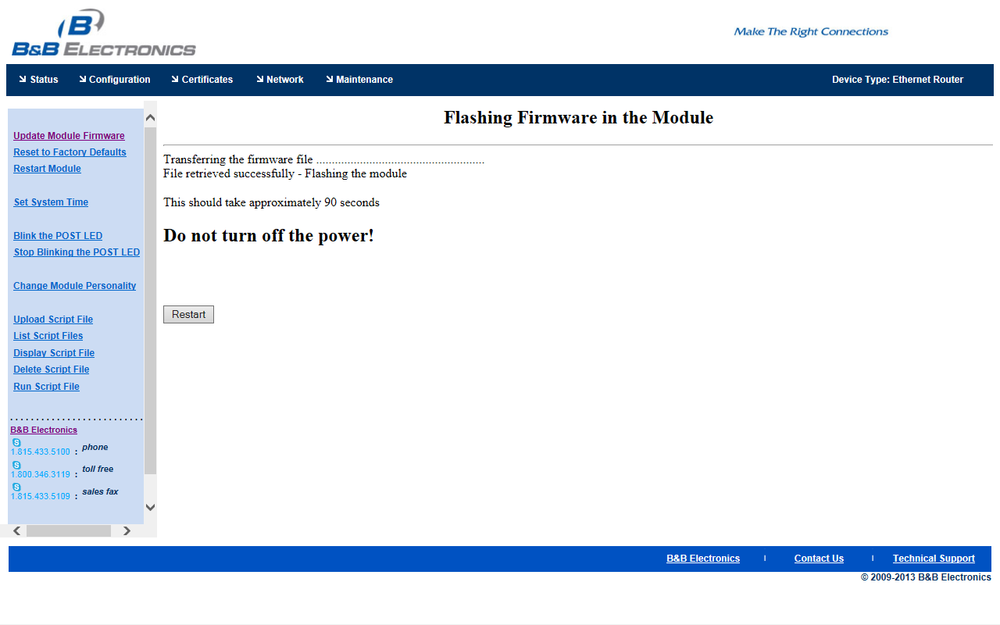 B
B&B ELECTRONICS
Make The Right Connections
Status Configuration Certificates Network Maintenance Device Type: Ethernet Router
Update Module Firmware
Reset to Factory Defaults
Restart Module
Set System Time
Blink the POST LED
Stop Blinking the POST LED
Change Module Personality
Upload Script File
List Script Files
Display Script File
Delete Script File
Run Script File
..........................
B&B Electronics
1.815.433.5100 : phone
1.800.346.3119 : toll free
1.815.433.5109 : sales fax
Flashing Firmware in the Module
Transferring the firmware file ......................................................
File retrieved successfully - Flashing the module
This should take approximately 90 seconds
Do not turn off the power!
Restart
B&B Electronics | Contact Us | Technical Support
© 2009-2013 B&B Electronics